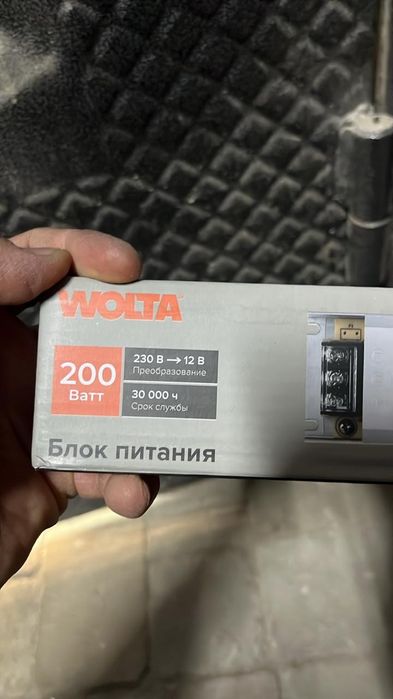 WOLTA
200
Ватт
230 В → 12 В
Преобразование
30 000 ч
Срок службы
Блок питания